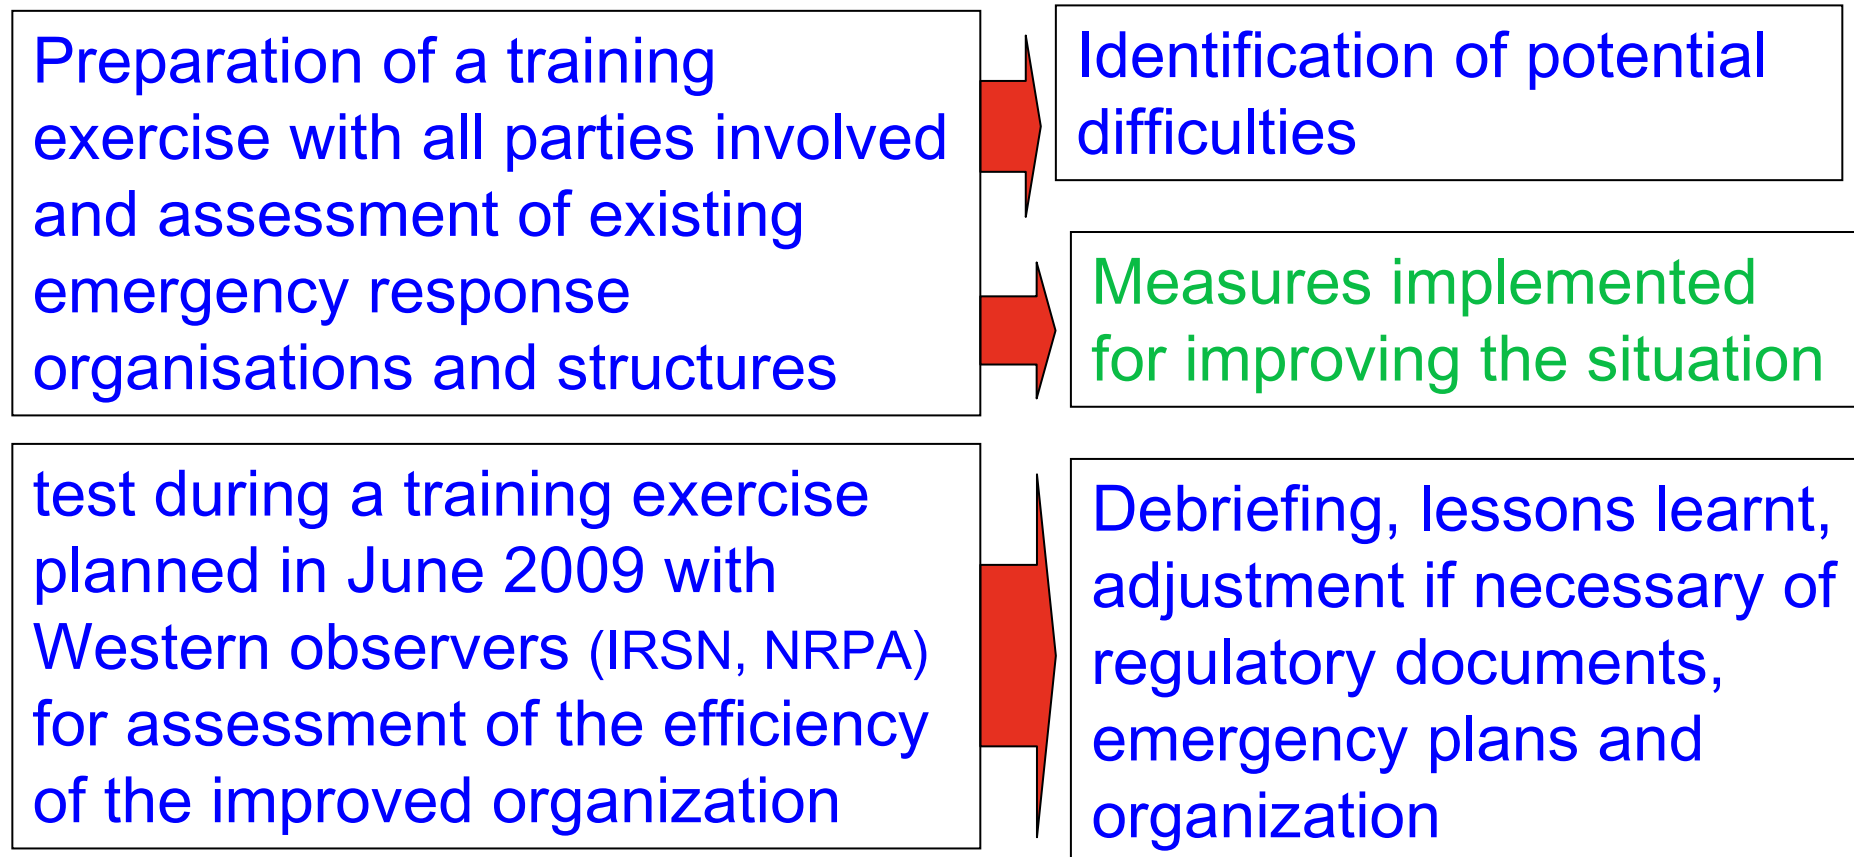 Preparation of a training
exercise with all parties involved
and assessment of existing
emergency response
organisations and structures
Identification of potential
difficulties
Measures implemented
for improving the situation
test during a training exercise
planned in June 2009 with
Western observers (IRSN, NRPA)
for assessment of the efficiency
of the improved organization
Debriefing, lessons learnt,
adjustment if necessary of
regulatory documents,
emergency plans and
organization